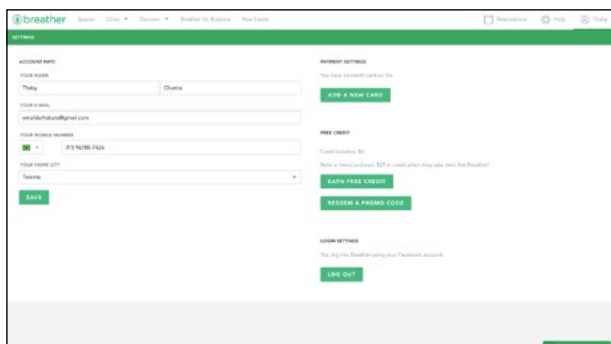 breather Spaces Cities Discover Breather for Business Real Estate Reservations Help Thaby
SETTINGS
ACCOUNT INFO
YOUR NAME
Thaby
YOUR E-MAIL
YOUR MOBILE NUMBER
YOUR HOME CITY
Toronto
SAVE
PAYMENT SETTINGS
You have no credit card on file
ADD A NEW CARD
FREE CREDIT
Credit balance: $0
Refer a friend and earn $25 in credit when they take their first Breather!
EARN FREE CREDIT
REDEEM A PROMO CODE
LOGIN SETTINGS
You log into Breather using your Facebook account
LOG OUT